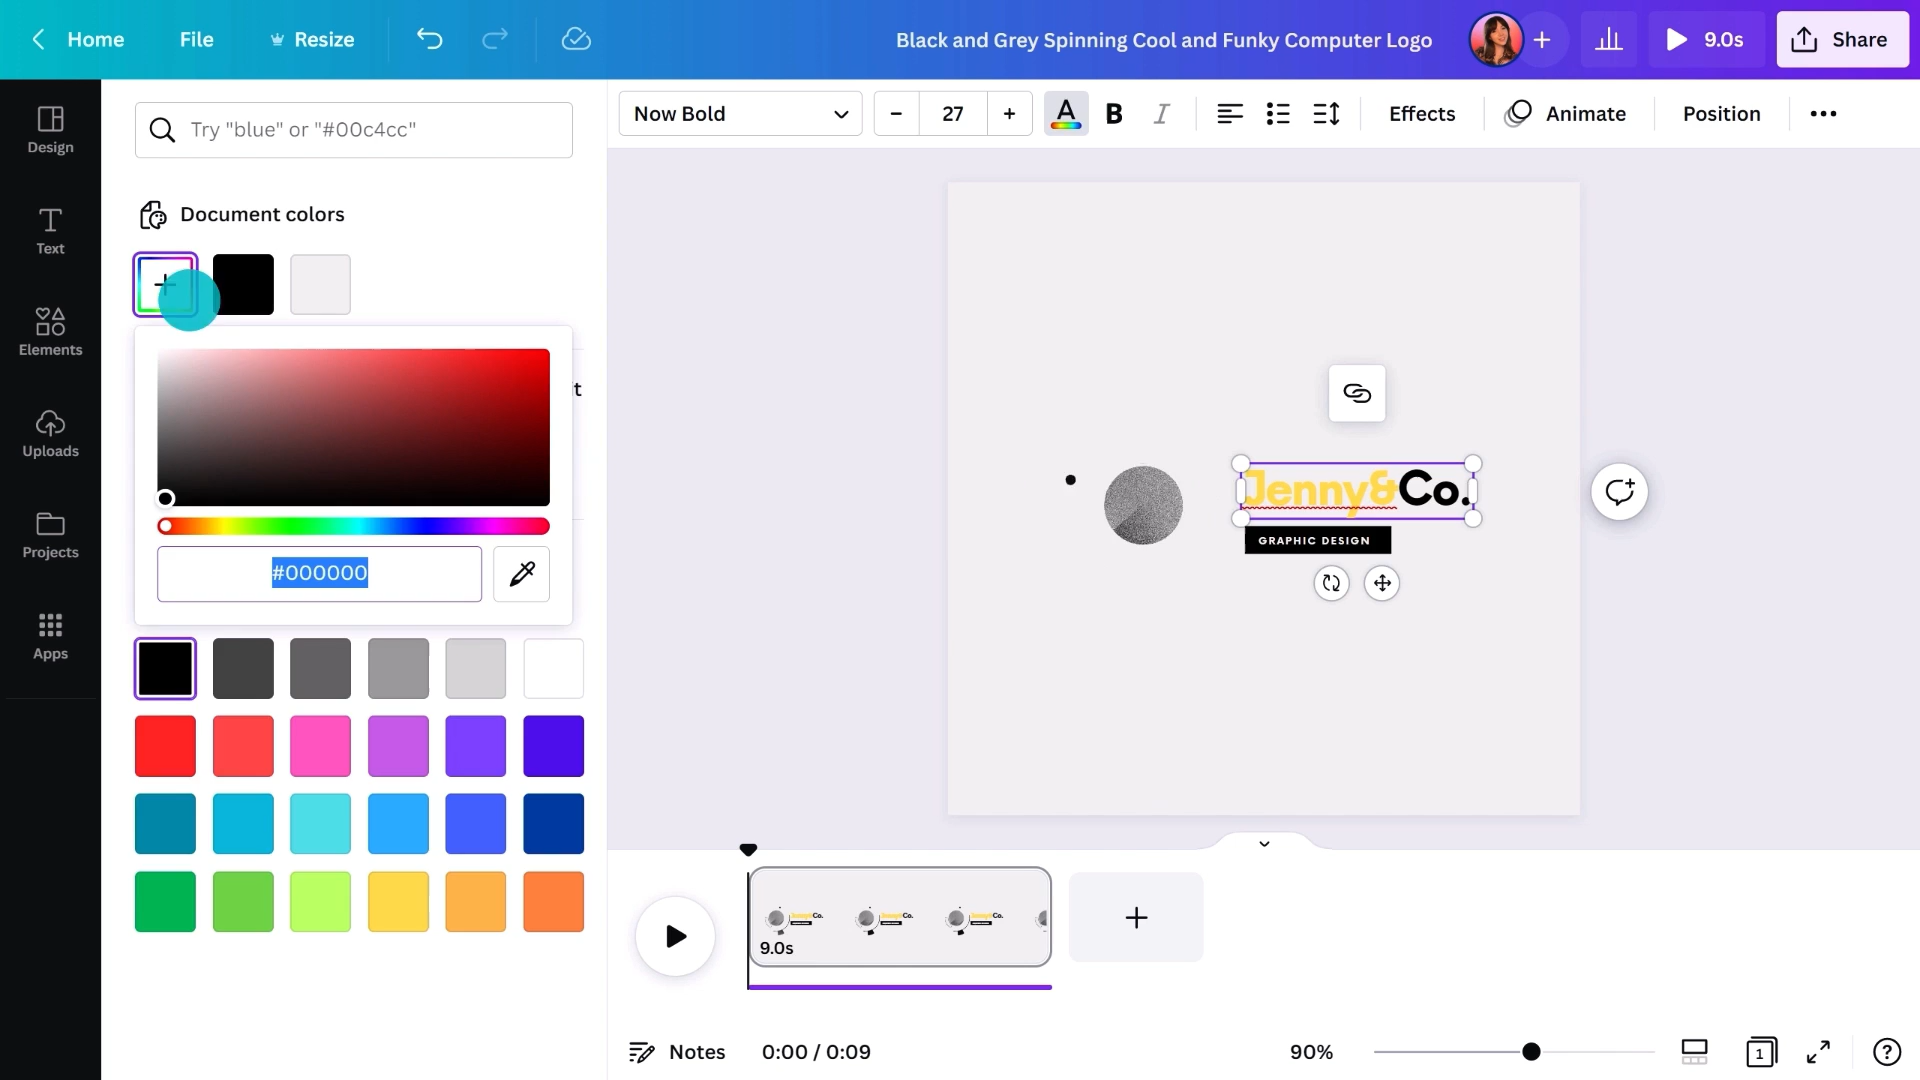 Home File Resize Black and Grey Spinning Cool and Funky Computer Logo 9.0s Share
Try "blue" or "#00c4cc"
Now Bold 27 A B I Effects Animate Position
Design
Text
Elements
Uploads
Projects
Apps
Document colors
#000000
Jenny&Co.
GRAPHIC DESIGN
9.0s
Notes 0:00 / 0:09 90% 1 ?